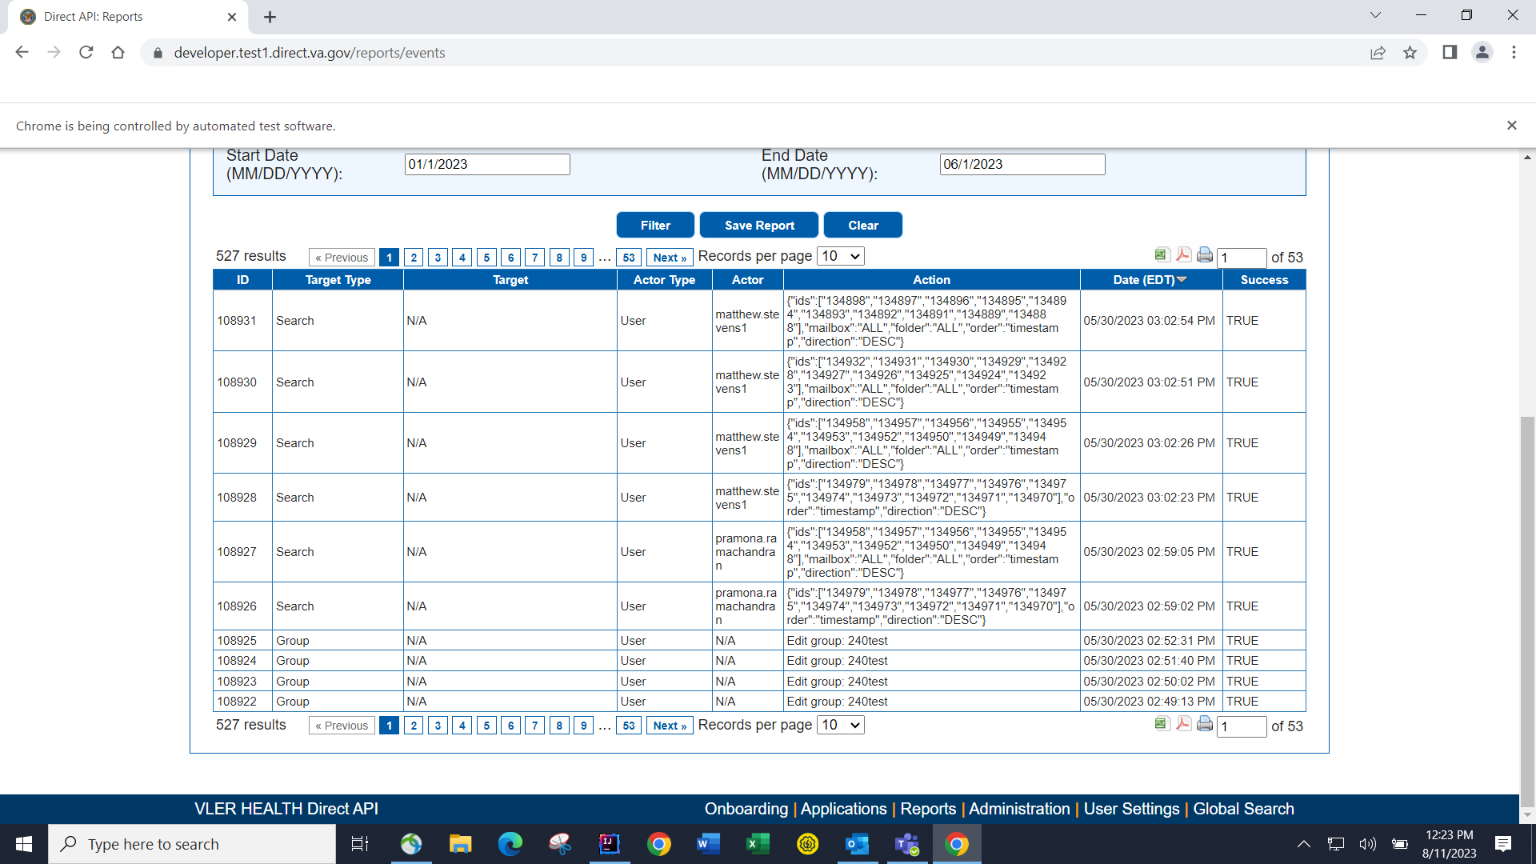 Direct API: Reports
developer.test1.direct.va.gov/reports/events
Chrome is being controlled by automated test software.
Start Date
(MM/DD/YYYY):
01/1/2023
End Date
(MM/DD/YYYY):
06/1/2023
Filter
Save Report
Clear
527 results « Previous 1 2 3 4 5 6 7 8 9 ... 53 Next » Records per page 10 1 of 53
ID Target Type Target Actor Type Actor Action Date (EDT) Success
108931 Search N/A User
matthew.ste
vens1
{"ids":["134898","134897","134896","134895","13489
4","134893","134892","134891","134889","13488
8"],"mailbox":"ALL","folder":"ALL","order":"timestam
p","direction":"DESC"}
05/30/2023 03:02:54 PM TRUE
108930 Search N/A User
matthew.ste
vens1
{"ids":["134932","134931","134930","134929","13492
8","134927","134926","134925","134924","13492
3"],"mailbox":"ALL","folder":"ALL","order":"timestam
p","direction":"DESC"}
05/30/2023 03:02:51 PM TRUE
108929 Search N/A User
matthew.ste
vens1
{"ids":["134958","134957","134956","134955","13495
4","134953","134952","134950","134949","13494
8"],"mailbox":"ALL","folder":"ALL","order":"timestam
p","direction":"DESC"}
05/30/2023 03:02:26 PM TRUE
108928 Search N/A User
matthew.ste
vens1
{"ids":["134979","134978","134977","134976","13497
5","134974","134973","134972","134971","134970"],"o
rder":"timestamp","direction":"DESC"}
05/30/2023 03:02:23 PM TRUE
108927 Search N/A User
pramona.ra
machandra
n
{"ids":["134958","134957","134956","134955","13495
4","134953","134952","134950","134949","13494
8"],"mailbox":"ALL","folder":"ALL","order":"timestam
p","direction":"DESC"}
05/30/2023 02:59:05 PM TRUE
108926 Search N/A User
pramona.ra
machandra
n
{"ids":["134979","134978","134977","134976","13497
5","134974","134973","134972","134971","134970"],"o
rder":"timestamp","direction":"DESC"}
05/30/2023 02:59:02 PM TRUE
108925 Group N/A User N/A Edit group: 240test 05/30/2023 02:52:31 PM TRUE
108924 Group N/A User N/A Edit group: 240test 05/30/2023 02:51:40 PM TRUE
108923 Group N/A User N/A Edit group: 240test 05/30/2023 02:50:02 PM TRUE
108922 Group N/A User N/A Edit group: 240test 05/30/2023 02:49:13 PM TRUE
527 results « Previous 1 2 3 4 5 6 7 8 9 ... 53 Next » Records per page 10 1 of 53
VLER HEALTH Direct API
Onboarding | Applications | Reports | Administration | User Settings | Global Search
Type here to search
12:23 PM
8/11/2023